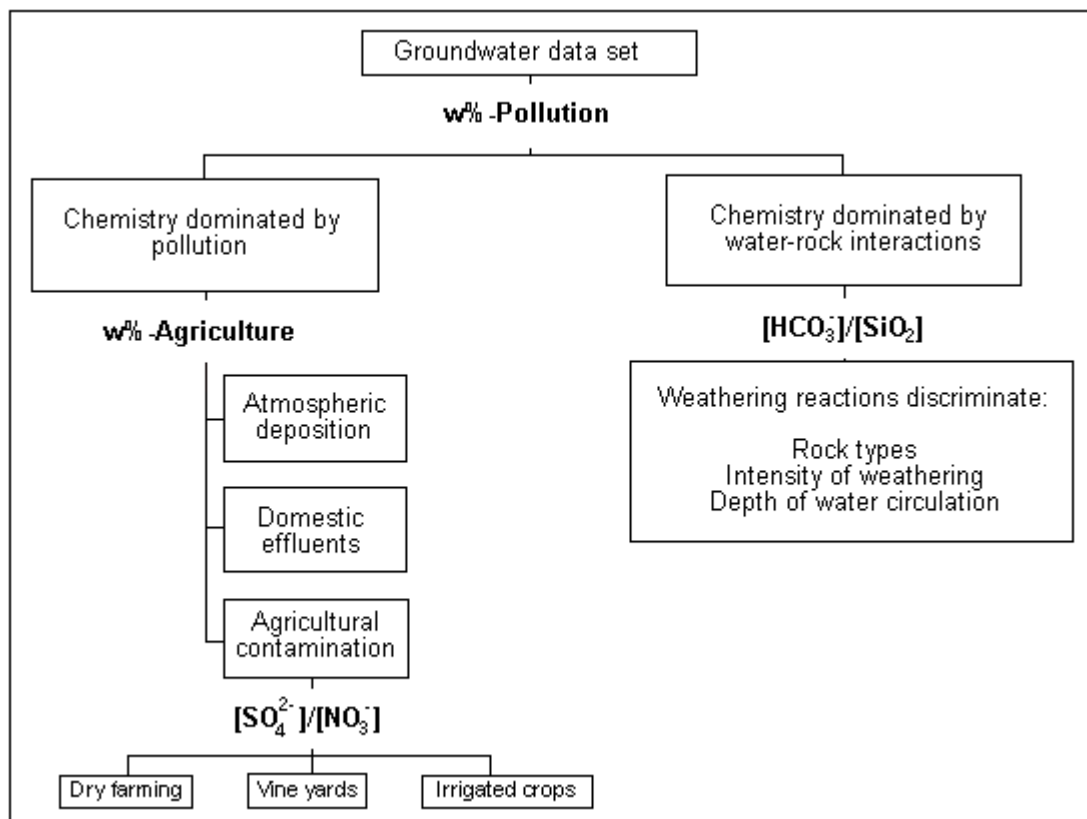 Groundwater data set
w%-Pollution
Chemistry dominated by
pollution
Chemistry dominated by
water-rock interactions
w%-Agriculture
[HCO₃⁻]/[SiO₂]
Atmospheric
deposition
Domestic
effluents
Agricultural
contamination
Weathering reactions discriminate:
Rock types
Intensity of weathering
Depth of water circulation
[SO₄²⁻]/[NO₃⁻]
Dry farming
Vine yards
Irrigated crops